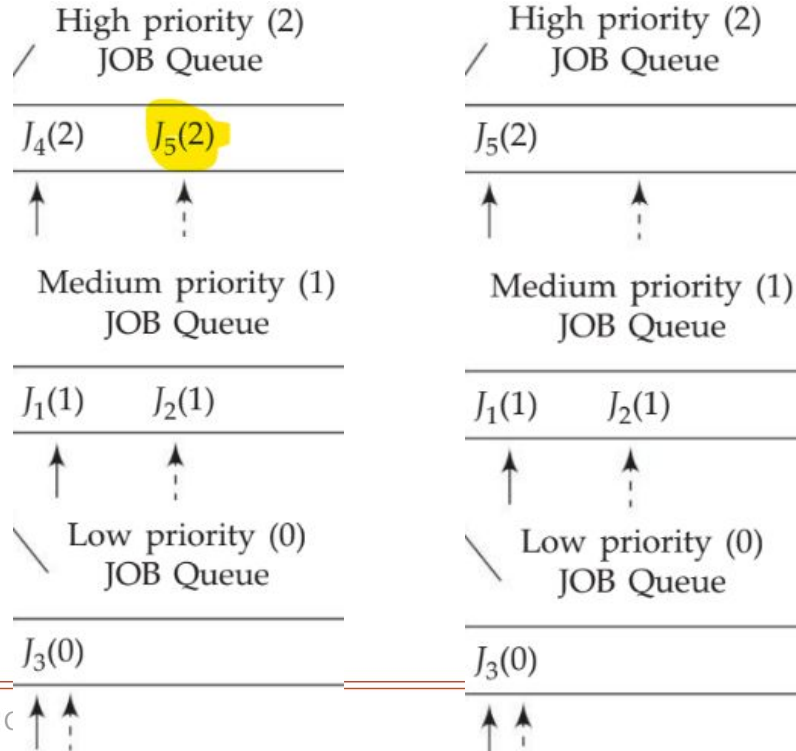 High priority (2)
JOB Queue
J₄(2) J₅(2)
Medium priority (1)
JOB Queue
J₁(1) J₂(1)
Low priority (0)
JOB Queue
J₃(0)
High priority (2)
JOB Queue
J₅(2)
Medium priority (1)
JOB Queue
J₁(1) J₂(1)
Low priority (0)
JOB Queue
J₃(0)